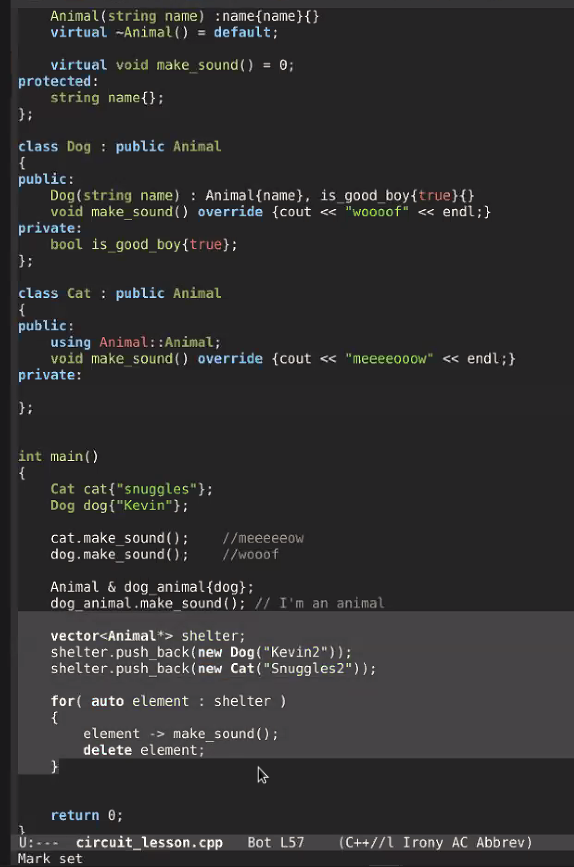 Animal(string name) :name{name}{}
    virtual ~Animal() = default;

    virtual void make_sound() = 0;
protected:
    string name{};
};

class Dog : public Animal
{
public:
    Dog(string name) : Animal{name}, is_good_boy{true}{}
    void make_sound() override {cout << "woooof" << endl;}
private:
    bool is_good_boy{true};
};

class Cat : public Animal
{
public:
    using Animal::Animal;
    void make_sound() override {cout << "meeeeooow" << endl;}
private:

};


int main()
{
    Cat cat{"snuggles"};
    Dog dog{"Kevin"};

    cat.make_sound();    //meeeeeow
    dog.make_sound();    //wooof

    Animal & dog_animal{dog};
    dog_animal.make_sound(); // I'm an animal

    vector<Animal*> shelter;
    shelter.push_back(new Dog("Kevin2"));
    shelter.push_back(new Cat("Snuggles2"));

    for( auto element : shelter )
    {
        element -> make_sound();
        delete element;
    }


    return 0;
}
U:---  circuit_lesson.cpp   Bot L57    (C++//l Irony AC Abbrev)
Mark set